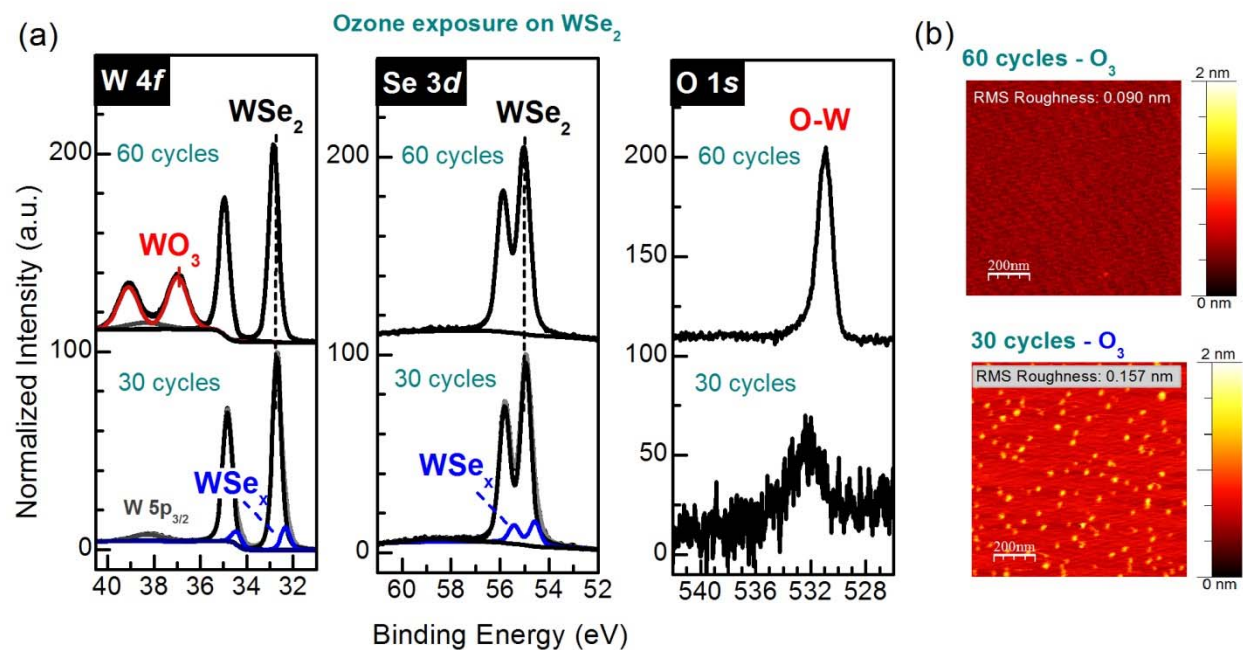 Ozone exposure on WSe₂
(a)
W 4f
WSe₂
60 cycles
WO₃
30 cycles
WSeₓ
W 5p₃/₂
200
100
0
40 38 36 34 32
Se 3d
WSe₂
60 cycles
30 cycles
WSeₓ
200
100
0
60 58 56 54 52
O 1s
O-W
60 cycles
30 cycles
200
150
100
50
0
540 536 532 528
Normalized Intensity (a.u.)
Binding Energy (eV)
(b)
60 cycles - O₃
RMS Roughness: 0.090 nm
200nm
2 nm
0 nm
30 cycles - O₃
RMS Roughness: 0.157 nm
200nm
2 nm
0 nm